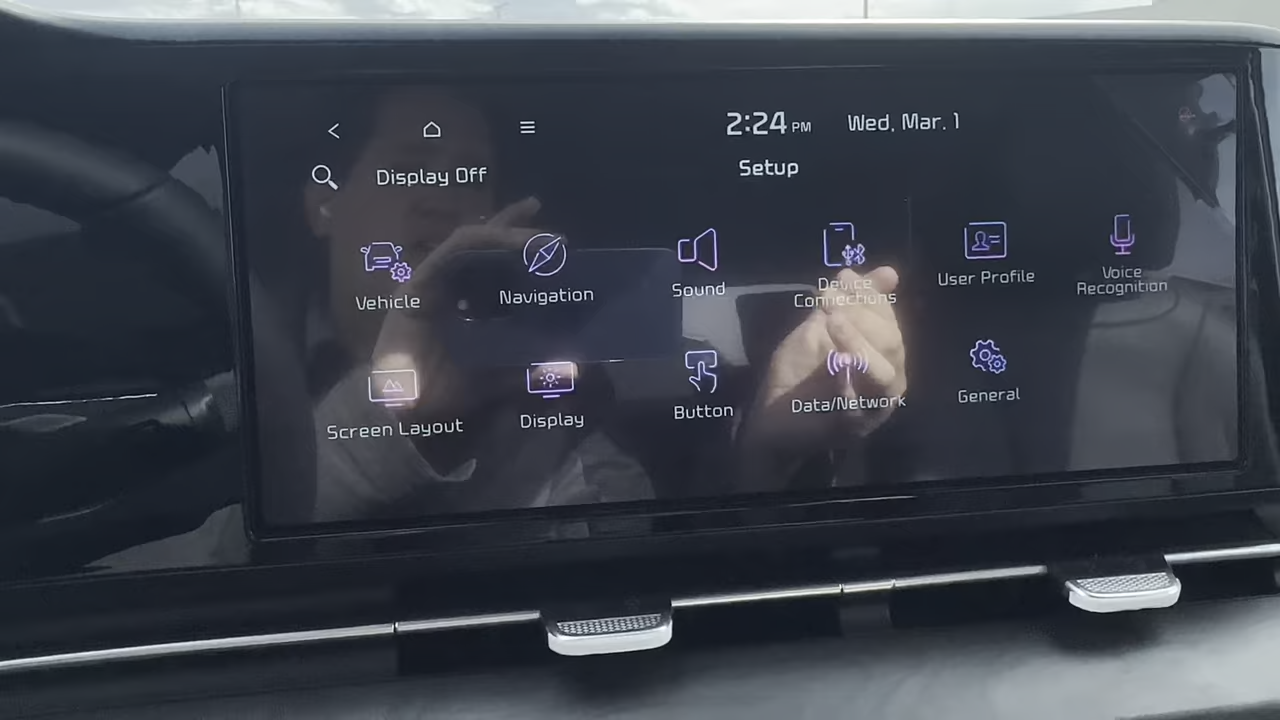 2:24 PM Wed, Mar. 1
Display Off
Setup
Vehicle
Navigation
Sound
Device
Connections
User Profile
Voice
Recognition
Screen Layout
Display
Button
Data/Network
General